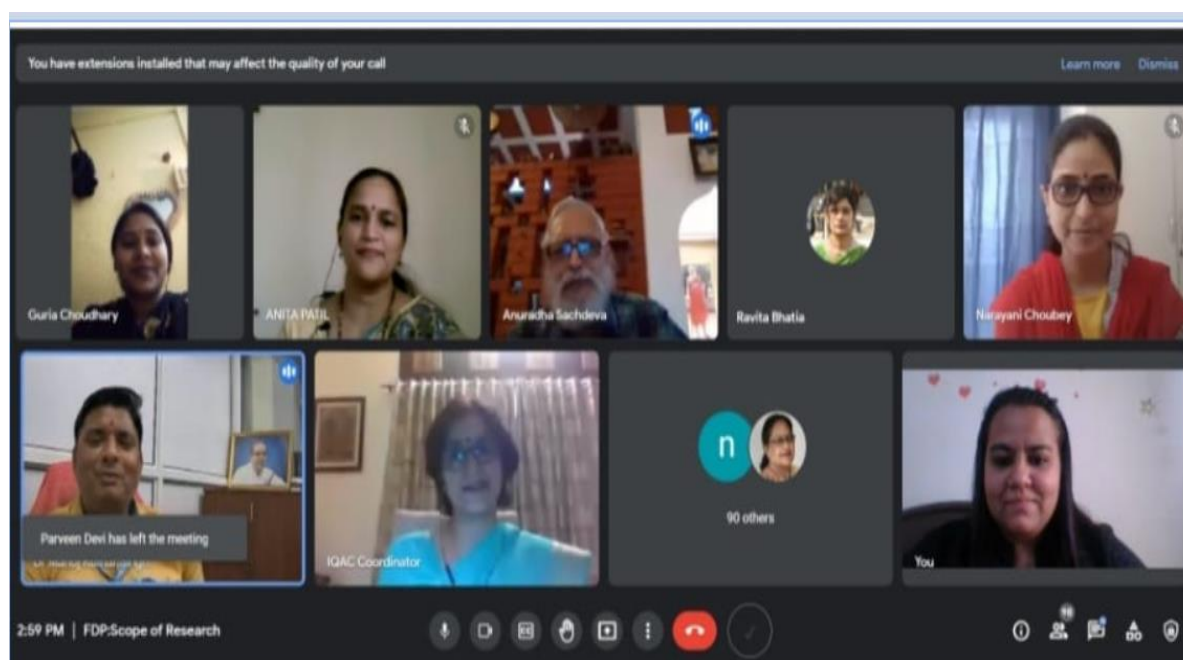 You have extensions installed that may affect the quality of your call
Learn more Dismiss
Guria Choudhary
ANITA PATIL
Anuradha Sachdeva
Ravita Bhatia
Narayani Choubey
Parveen Devi has left the meeting
IQAC Coordinator
n
90 others
You
2:59 PM | FDP:Scope of Research
98